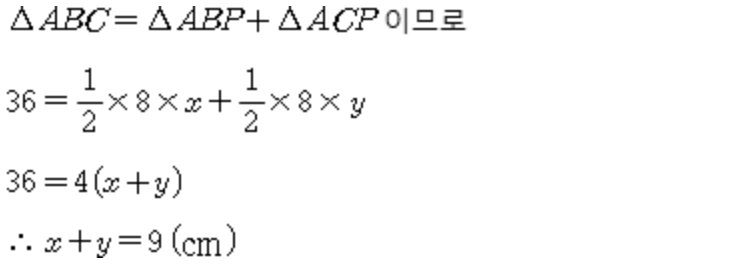 △ABC = △ABP + △ACP 이므로
36 = 1/2 × 8 × x + 1/2 × 8 × y
36 = 4(x + y)
∴ x + y = 9 (cm)